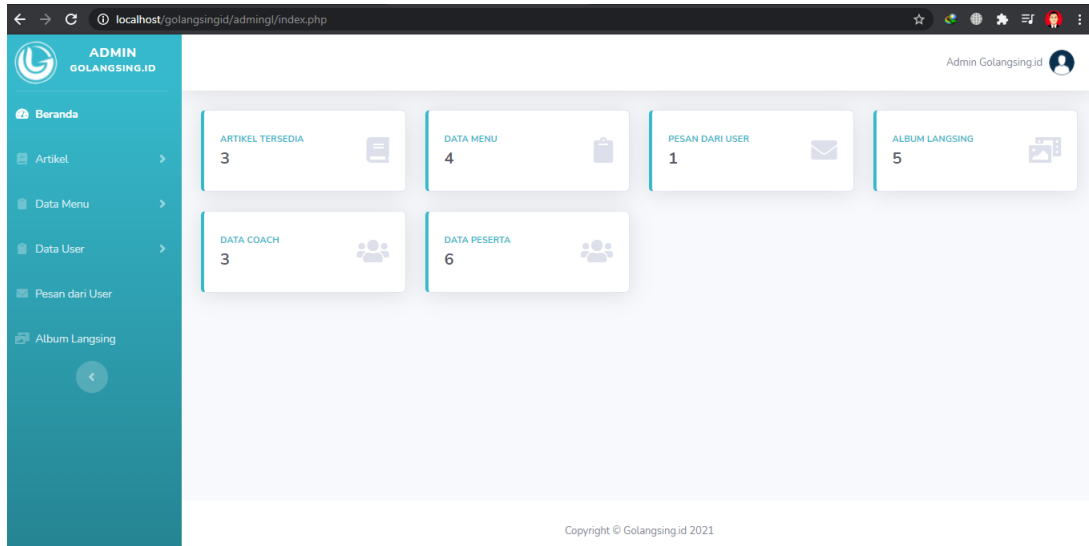 localhost/golangsingid/admingl/index.php
ADMIN
GOLANGSING.ID
Admin Golangsing.id
Beranda
Artikel
Data Menu
Data User
Pesan dari User
Album Langsing
ARTIKEL TERSEDIA
3
DATA MENU
4
PESAN DARI USER
1
ALBUM LANGSING
5
DATA COACH
3
DATA PESERTA
6
Copyright © Golangsing.id 2021